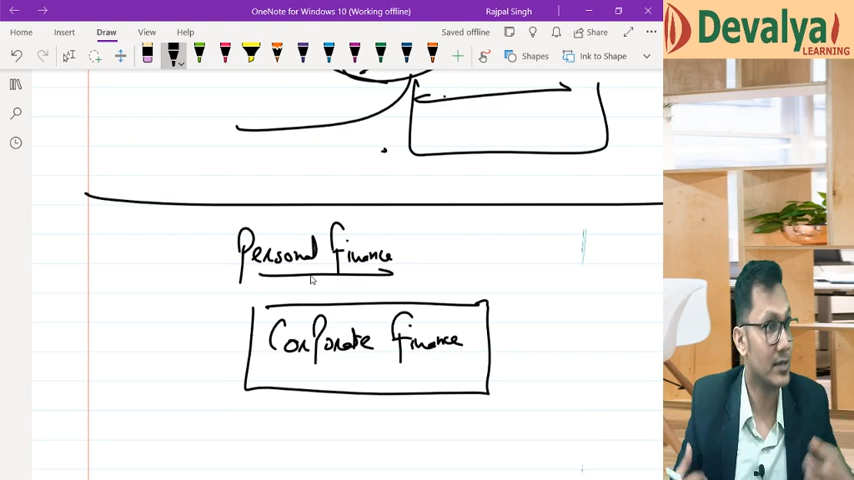 OneNote for Windows 10 (Working offline)
Rajpal Singh
Home Insert Draw View Help
Saved offline
Share
Shapes
Ink to Shape
Devalya
LEARNING
Personal finance
Corporate finance